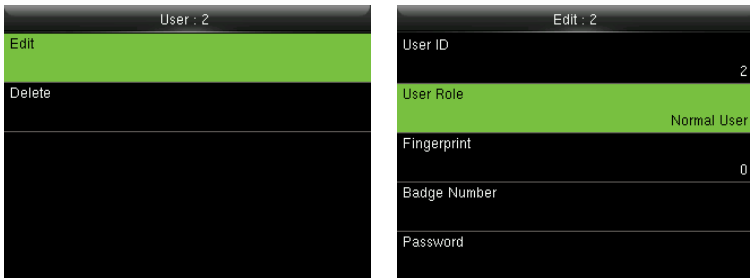 User : 2
Edit
Delete
Edit : 2
User ID
2
User Role
Normal User
Fingerprint
0
Badge Number
Password